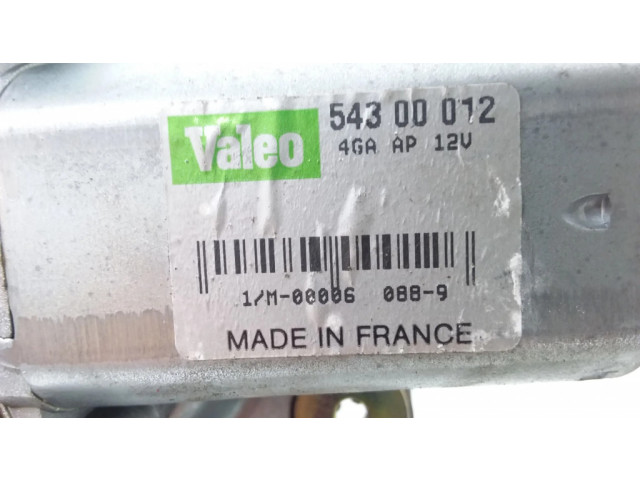 Valeo 543 00 012
4GA AP 12V
1/M-00006 088-9
MADE IN FRANCE